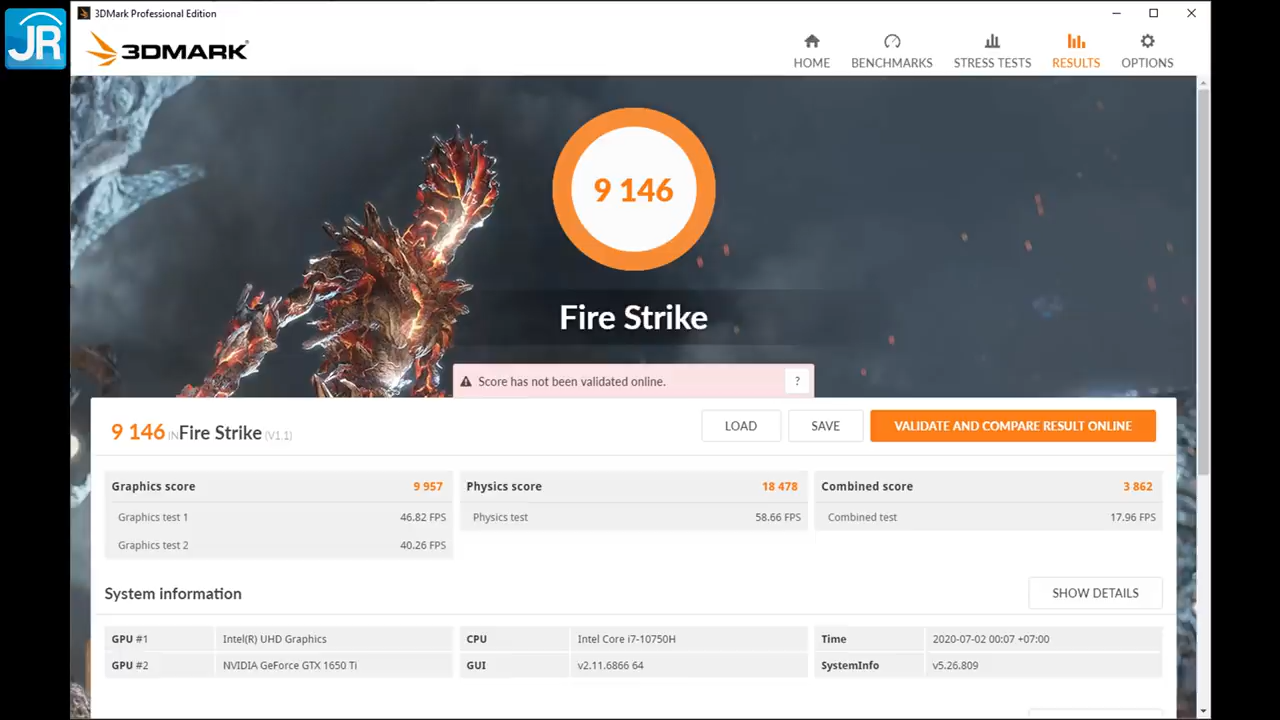 JR
3DMark Professional Edition
3DMARK
HOME
BENCHMARKS
STRESS TESTS
RESULTS
OPTIONS
9 146
Fire Strike
Score has not been validated online.
?
9 146 IN Fire Strike (V1.1)
LOAD
SAVE
VALIDATE AND COMPARE RESULT ONLINE
Graphics score 9 957
Graphics test 1 46.82 FPS
Graphics test 2 40.26 FPS
Physics score 18 478
Physics test 58.66 FPS
Combined score 3 862
Combined test 17.96 FPS
System information
SHOW DETAILS
GPU #1 Intel(R) UHD Graphics
GPU #2 NVIDIA GeForce GTX 1650 Ti
CPU Intel Core i7-10750H
GUI v2.11.6866 64
Time 2020-07-02 00:07 +07:00
SystemInfo v5.26.809